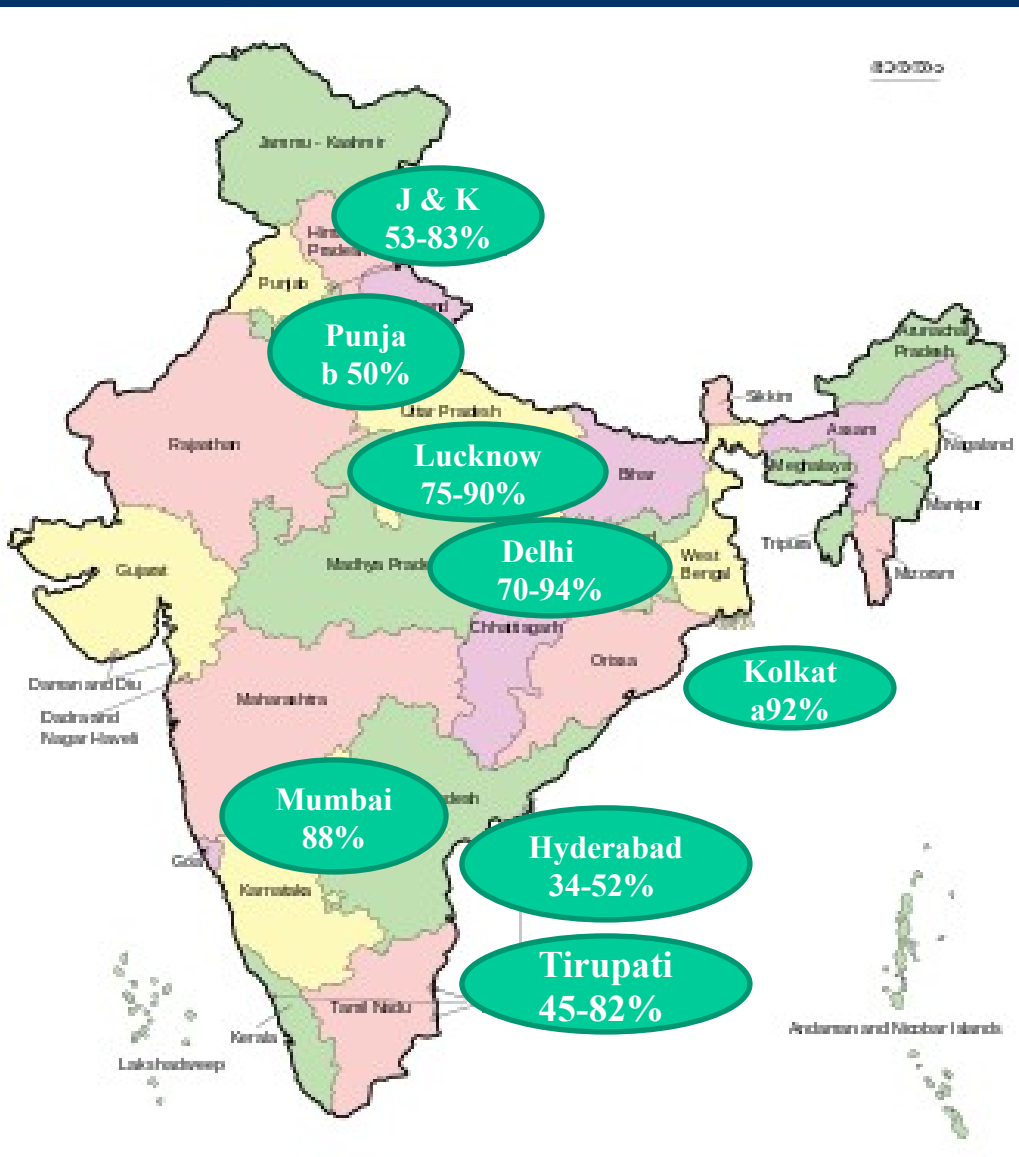 Jammu - Kashmir
J & K
53-83%
Pradesh
Punjab
Punja
b 50%
Arunachal
Pradesh
Sikkim
Uttar Pradesh
Rajasthan
Assam
Nagaland
Lucknow
75-90%
Bihar
Meghalaya
Manipur
Tripura
Delhi
70-94%
West
Bengal
Mizoram
Gujarat
Madhya Prade
Chhattisgarh
Orissa
Kolkat
a92%
Daman and Diu
Maharashtra
Dadra and
Nagar Haveli
Mumbai
88%
desh
Hyderabad
34-52%
Goa
Karnataka
Tirupati
45-82%
Tamil Nadu
Kerala
Lakshadweep
Andaman and Nicobar Islands